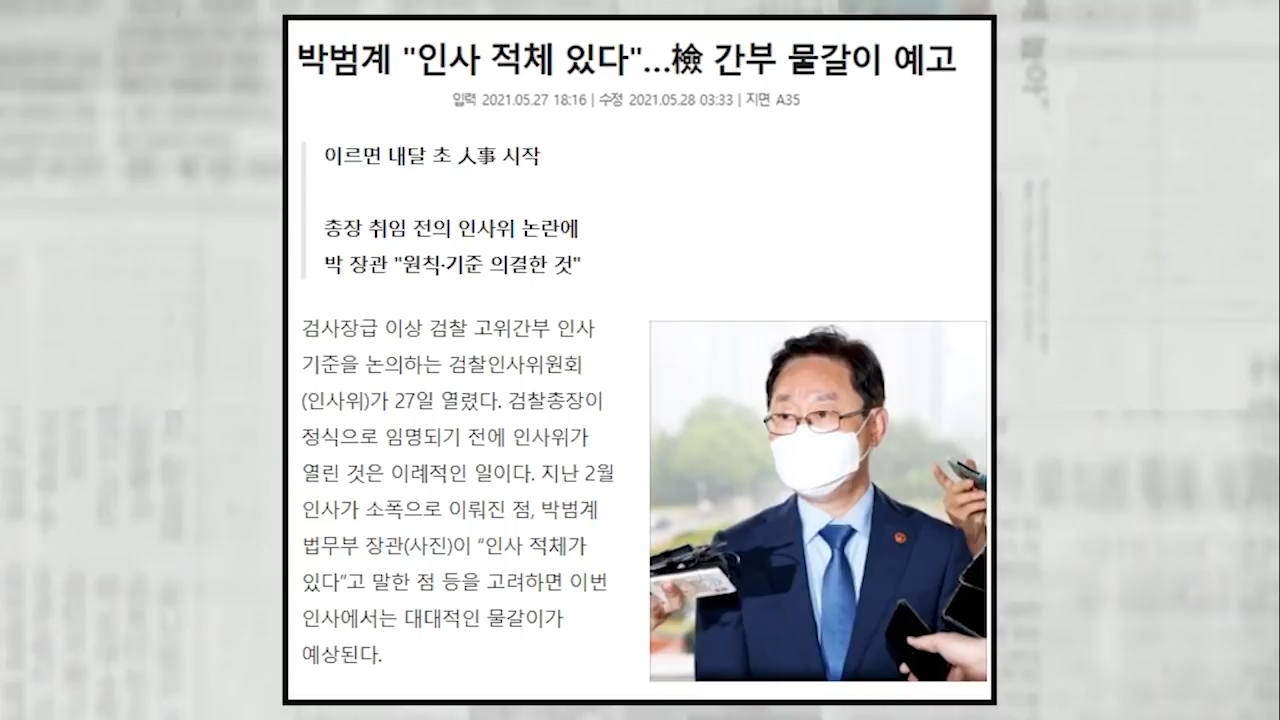 박범계 "인사 적체 있다"...檢 간부 물갈이 예고
입력 2021.05.27 18:16 | 수정 2021.05.28 03:33 | 지면 A35
이르면 내달 초 人事 시작
총장 취임 전의 인사위 논란에
박 장관 "원칙·기준 의결한 것"
검사장급 이상 검찰 고위간부 인사
기준을 논의하는 검찰인사위원회
(인사위)가 27일 열렸다. 검찰총장이
정식으로 임명되기 전에 인사위가
열린 것은 이례적인 일이다. 지난 2월
인사가 소폭으로 이뤄진 점, 박범계
법무부 장관(사진)이 “인사 적체가
있다”고 말한 점 등을 고려하면 이번
인사에서는 대대적인 물갈이가
예상된다.